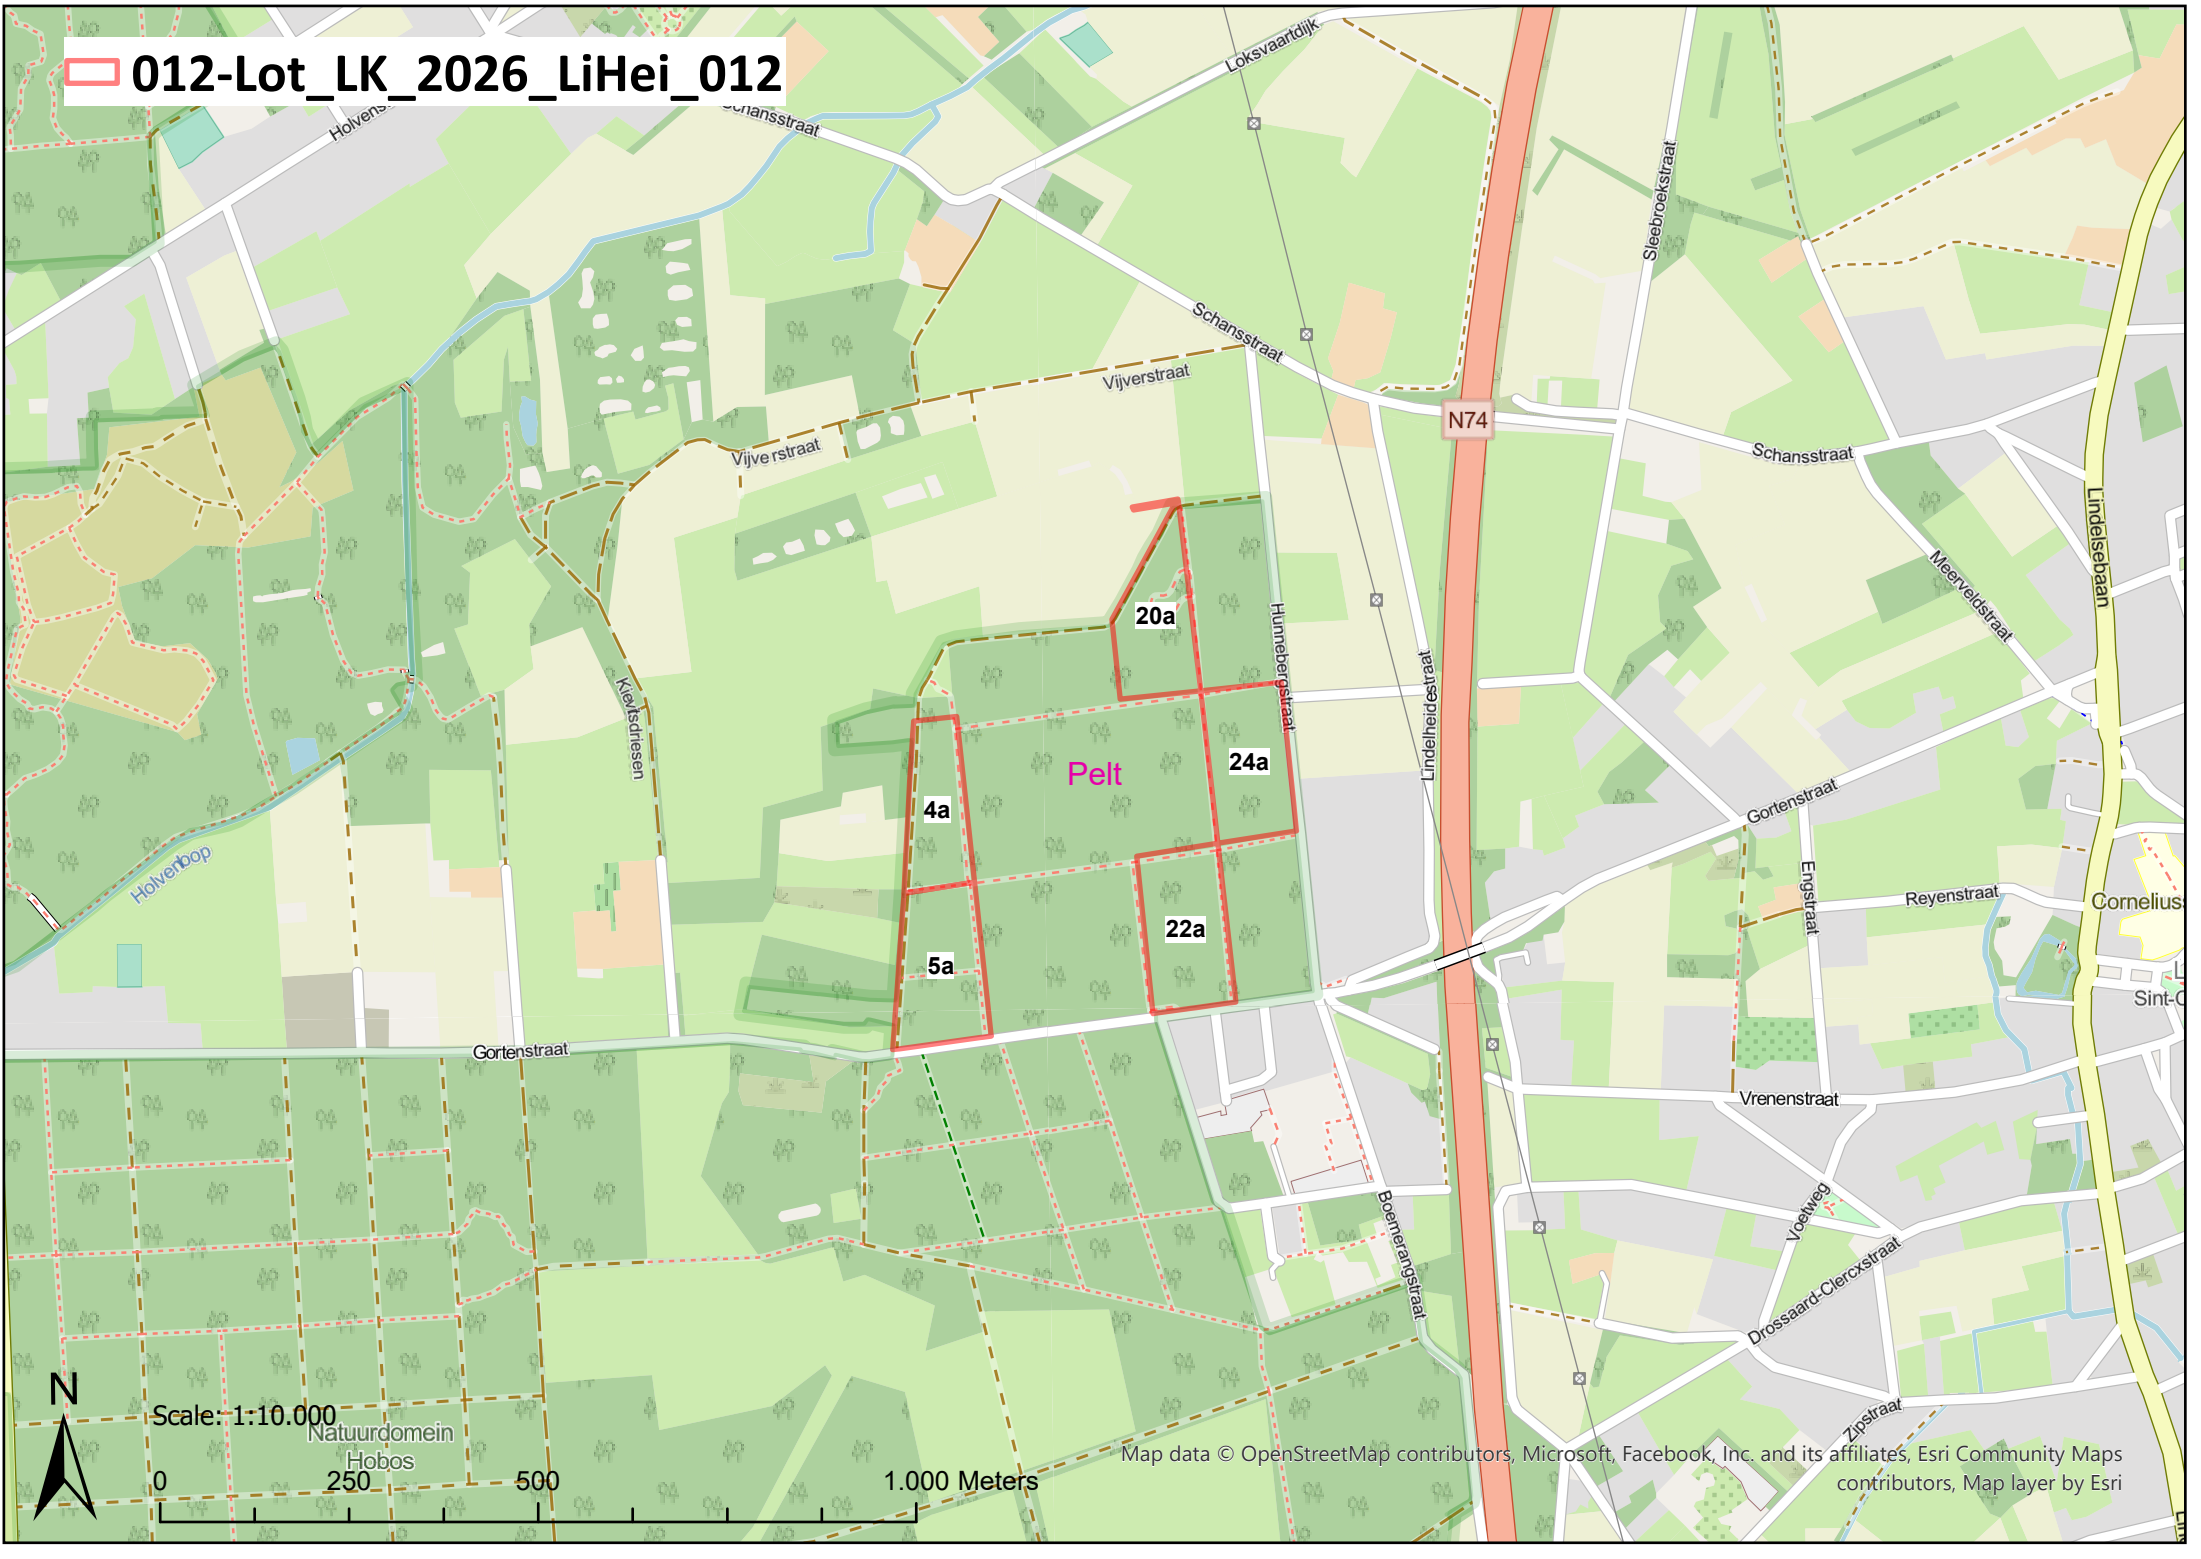 012-Lot_LK_2026_LiHei_012
Loksvaartdijk
Schansstraat
Sleebroekstraat
Schansstraat
Vijverstraat
N74
Schansstraat
Vijverstraat
Lindelsebaan
Meerveldstraat
20a
Hunnebergstraat
Lindelheidestraat
Kievitsdriesen
24a
Pelt
4a
Gortenstraat
Holvenloop
Engstraat
Reyenstraat
22a
5a
Gortenstraat
Vrenenstraat
Voetweg
Boemerangstraat
Drossaard-Clercxstraat
N
Scale: 1:10.000
Natuurdomein
Hobos
Zipstraat
0 250 500 1.000 Meters
Map data © OpenStreetMap contributors, Microsoft, Facebook, Inc. and its affiliates, Esri Community Maps
contributors, Map layer by Esri